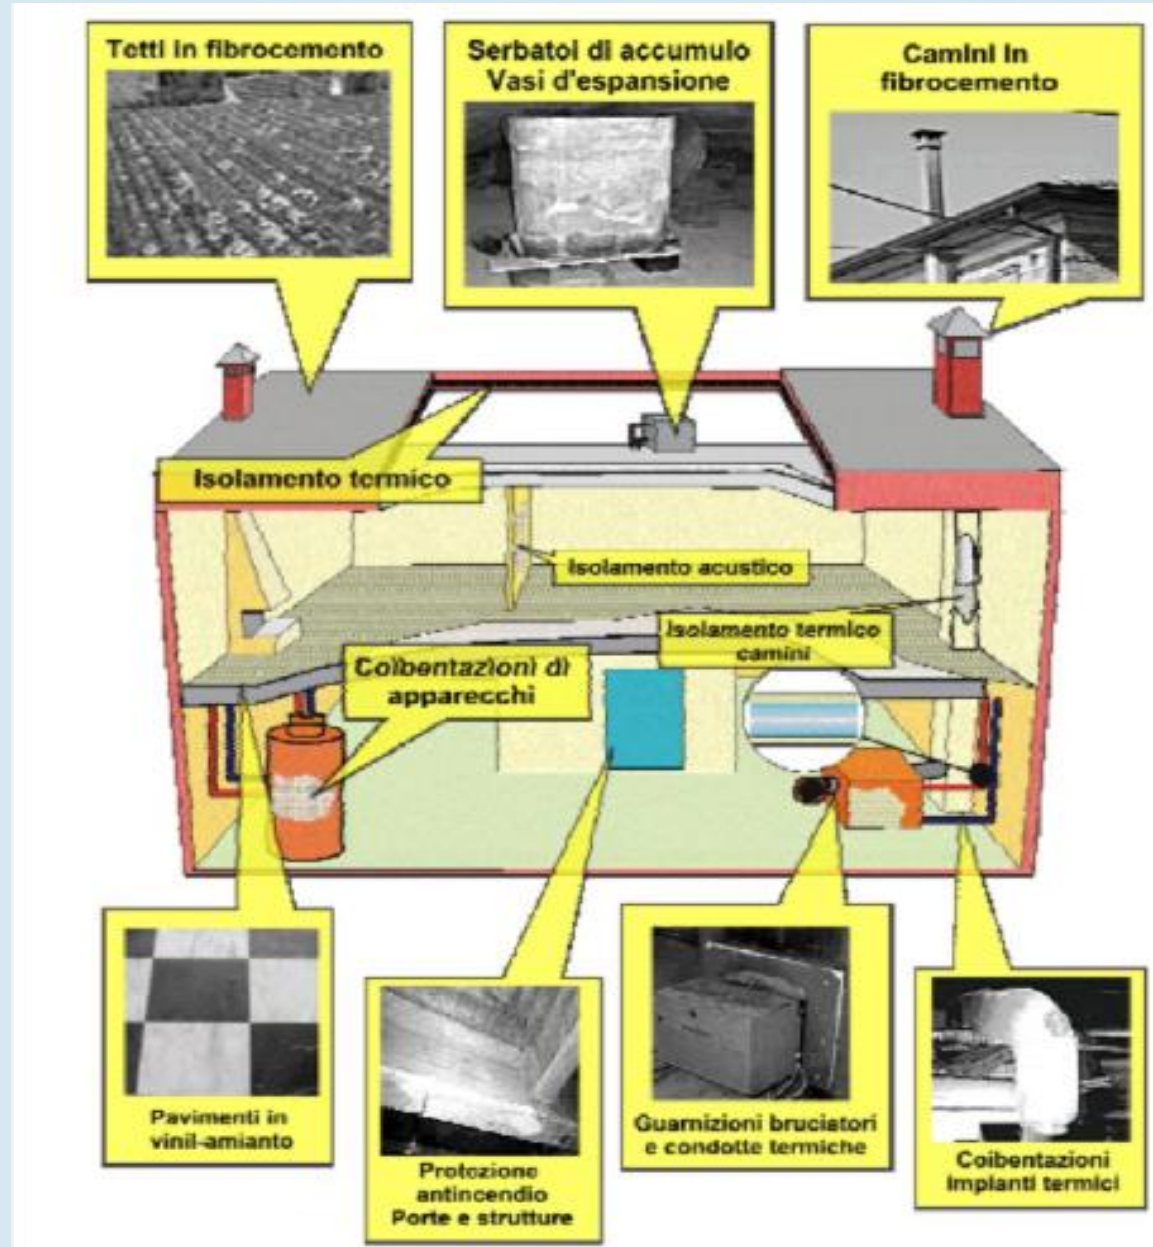 Tetti in fibrocemento
Serbatoi di accumulo
Vasi d'espansione
Camini in
fibrocemento
Isolamento termico
Isolamento acustico
Isolamento termico
camini
Coibentazioni di
apparecchi
Pavimenti in
vinil-amianto
Protezione
antincendio
Porte e strutture
Guarnizioni bruciatori
e condotte termiche
Coibentazioni
Impianti termici